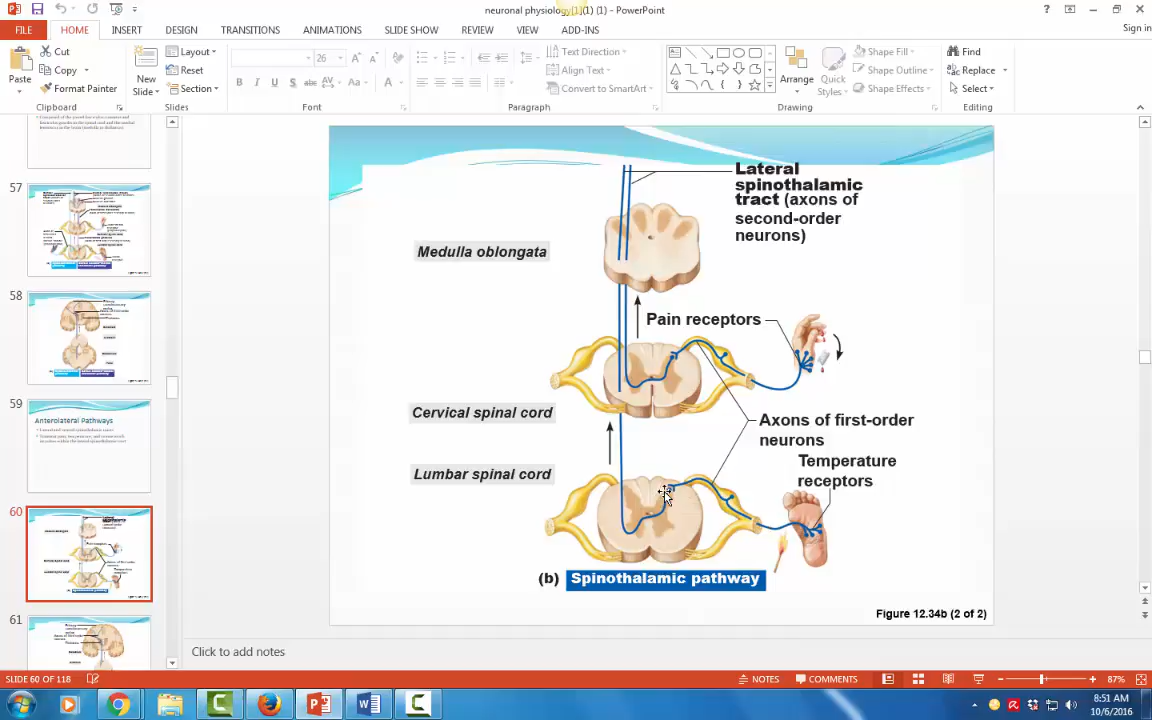 neuronal physiology[1](1) (1) - PowerPoint
Sign in
FILE HOME INSERT DESIGN TRANSITIONS ANIMATIONS SLIDE SHOW REVIEW VIEW ADD-INS
Paste
Cut
Copy
Format Painter
Clipboard
New
Slide
Layout
Reset
Section
Slides
26
Font
Text Direction
Align Text
Convert to SmartArt
Paragraph
Arrange
Quick
Styles
Shape Fill
Shape Outline
Shape Effects
Drawing
Find
Replace
Select
Editing
57
58
59
Anterolateral Pathways
60
61
Lateral
spinothalamic
tract (axons of
second-order
neurons)
Medulla oblongata
Pain receptors
Cervical spinal cord
Axons of first-order
neurons
Lumbar spinal cord
Temperature
receptors
(b) Spinothalamic pathway
Figure 12.34b (2 of 2)
Click to add notes
SLIDE 60 OF 118
NOTES
COMMENTS
87%
8:51 AM
10/6/2016